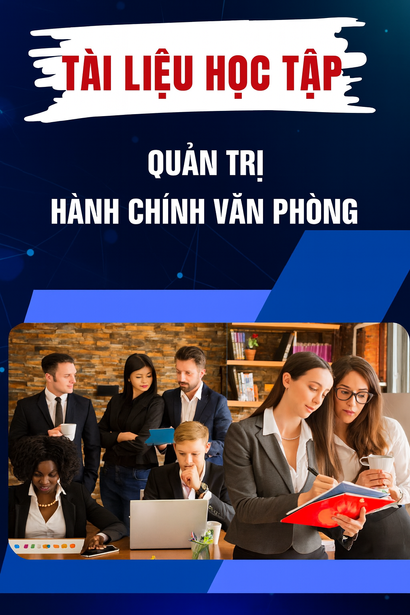 TÀI LIỆU HỌC TẬP
QUẢN TRỊ
HÀNH CHÍNH VĂN PHÒNG